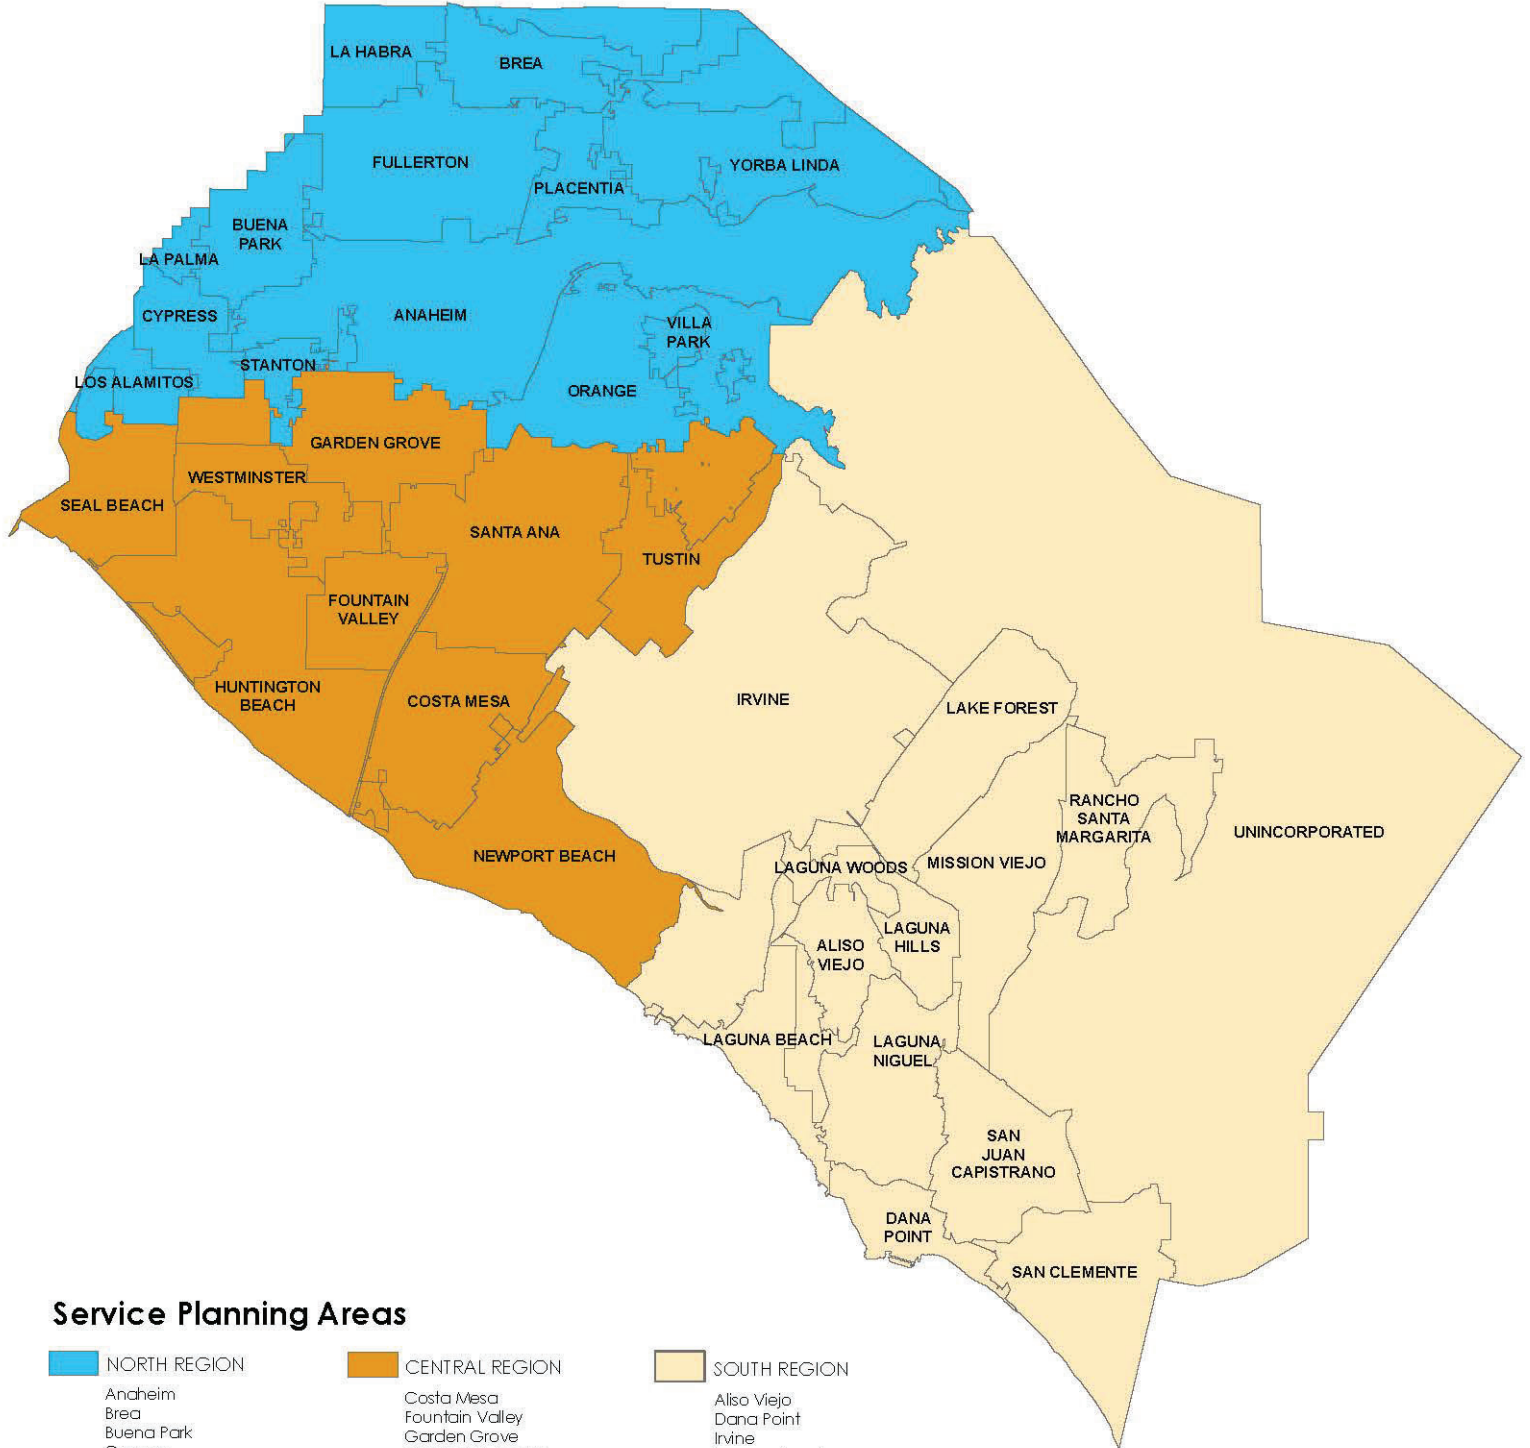 LA HABRA
BREA
FULLERTON
YORBA LINDA
PLACENTIA
BUENA
PARK
LA PALMA
CYPRESS
ANAHEIM
VILLA
PARK
STANTON
LOS ALAMITOS
ORANGE
GARDEN GROVE
WESTMINSTER
SEAL BEACH
SANTA ANA
TUSTIN
FOUNTAIN
VALLEY
HUNTINGTON
BEACH
COSTA MESA
IRVINE
LAKE FOREST
RANCHO
SANTA
MARGARITA
UNINCORPORATED
NEWPORT BEACH
LAGUNA WOODS
MISSION VIEJO
LAGUNA
HILLS
ALISO
VIEJO
LAGUNA BEACH
LAGUNA
NIGUEL
SAN
JUAN
CAPISTRANO
DANA
POINT
SAN CLEMENTE
Service Planning Areas
NORTH REGION
Anaheim
Brea
Buena Park
CENTRAL REGION
Costa Mesa
Fountain Valley
Garden Grove
SOUTH REGION
Aliso Viejo
Dana Point
Irvine